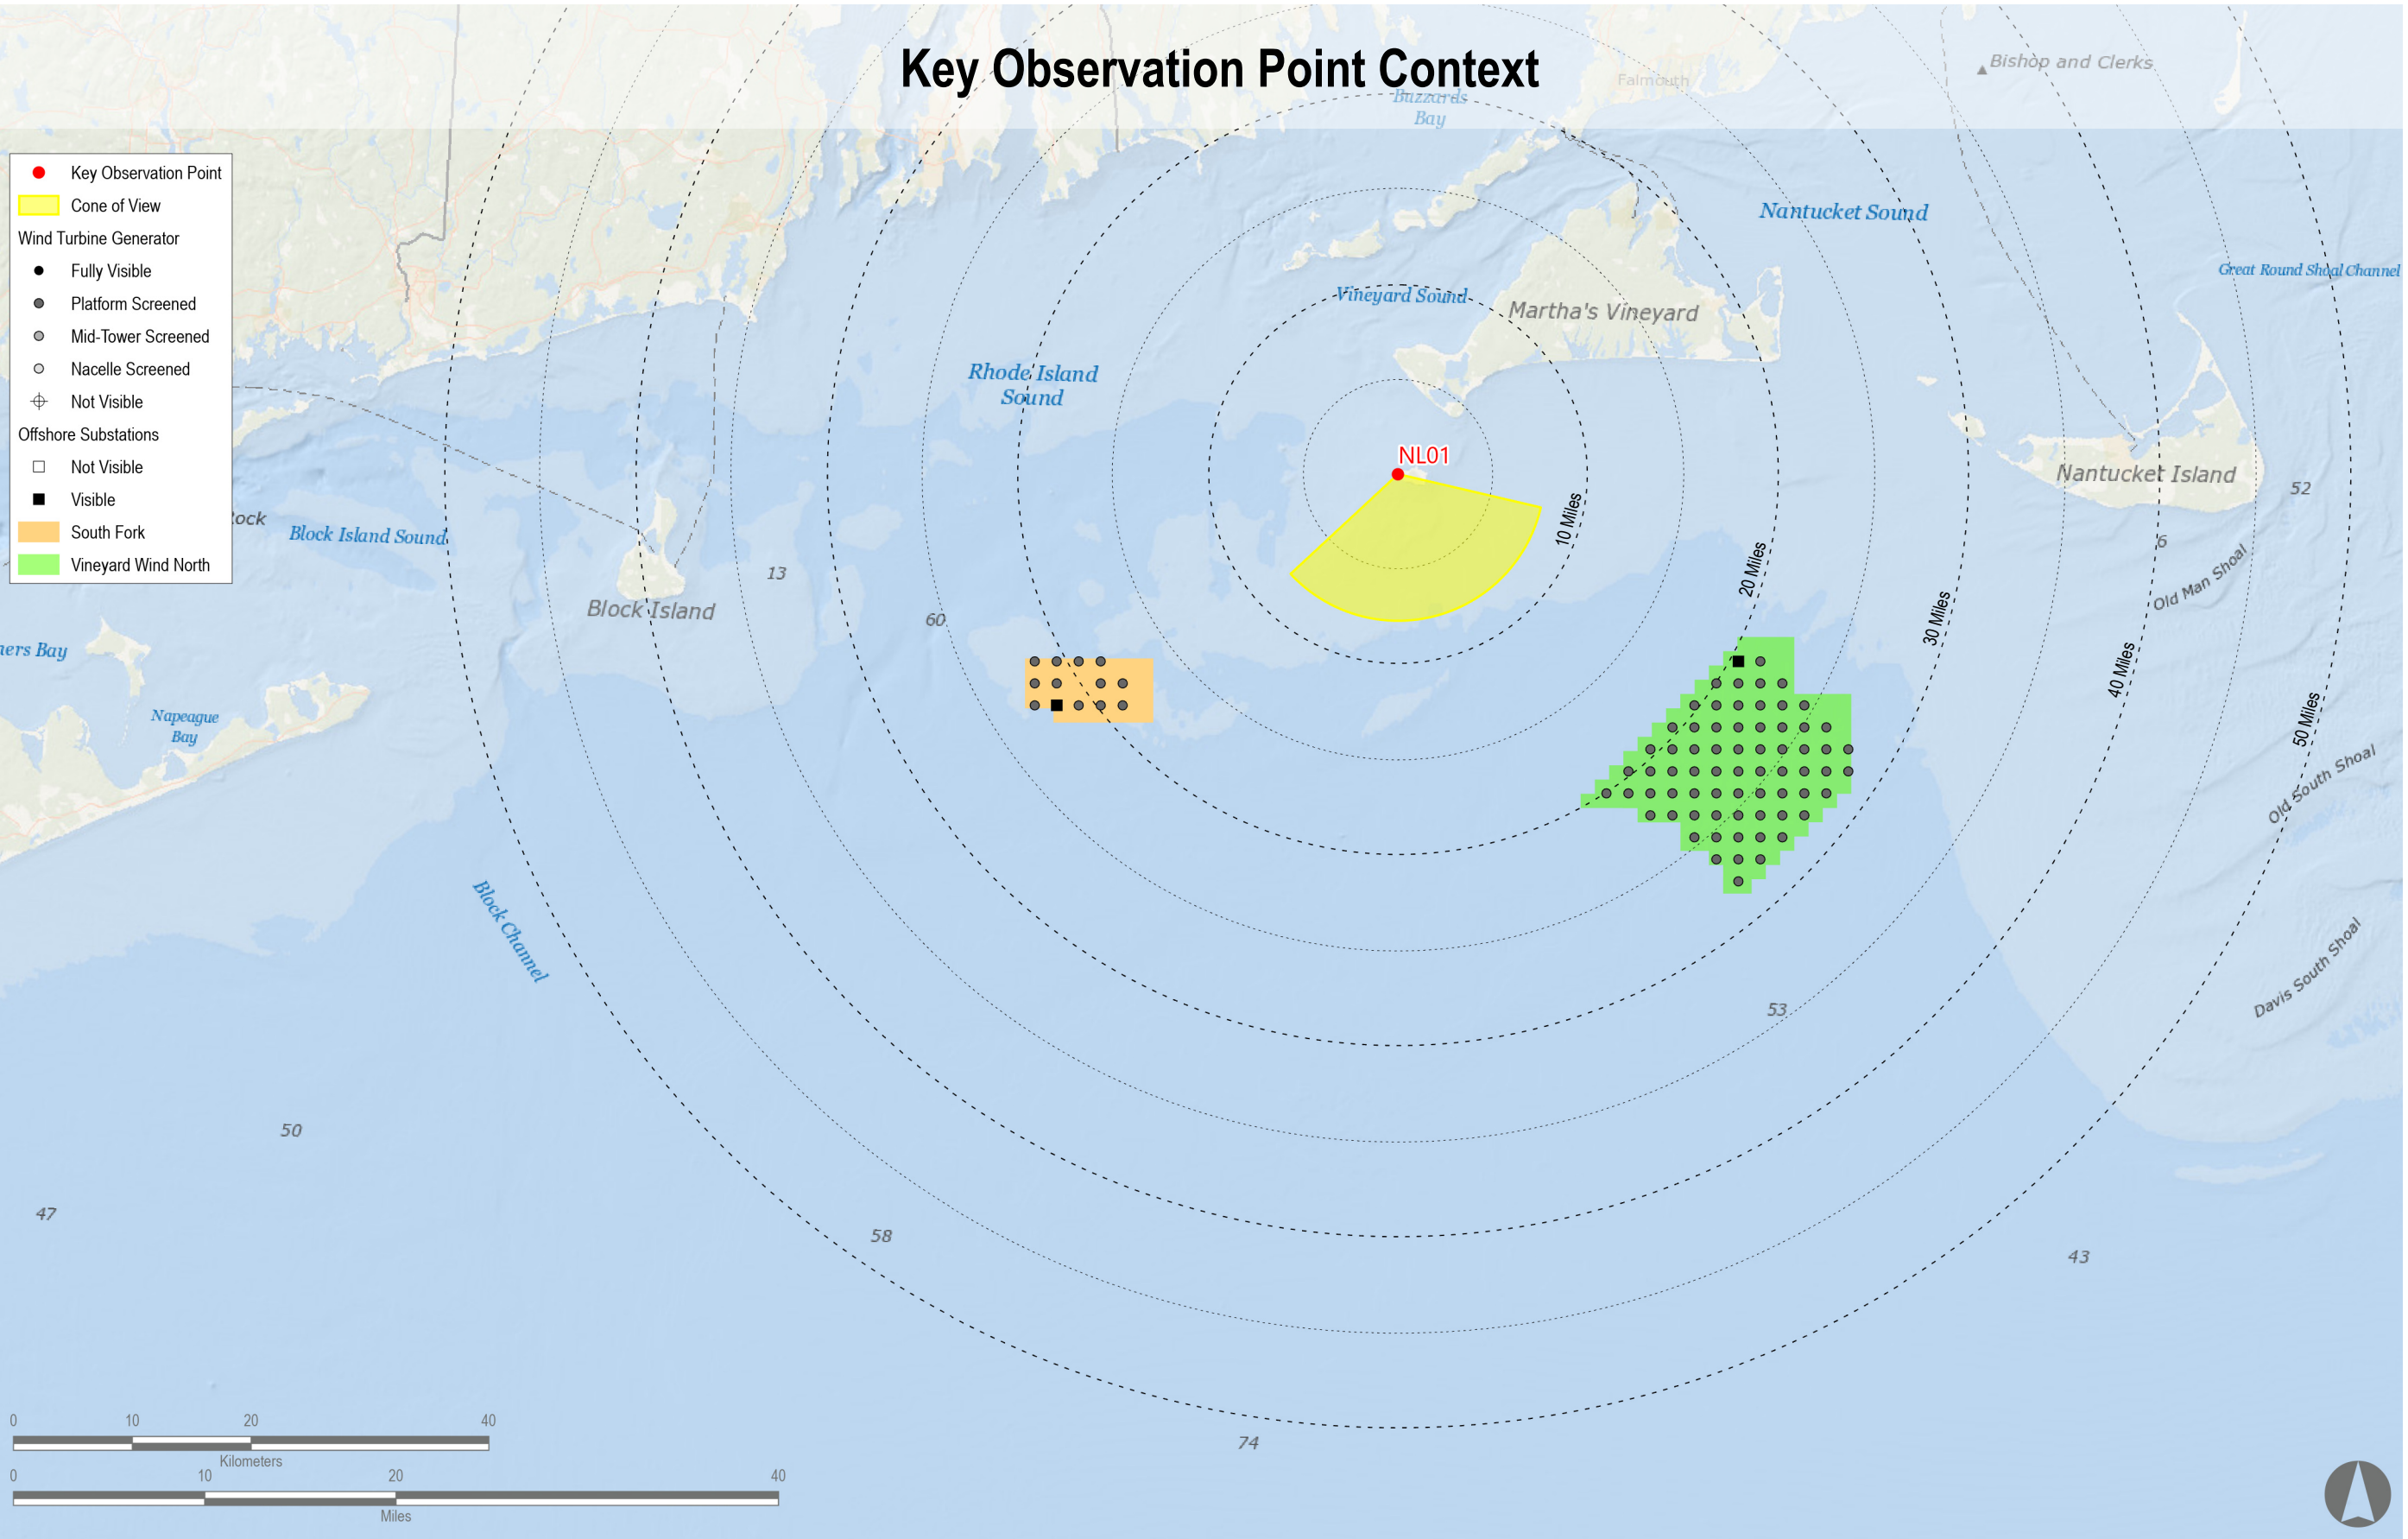 Key Observation Point Context
Bishop and Clerks
Falmouth
Buzzards
Bay
Key Observation Point
Cone of View
Wind Turbine Generator
Fully Visible
Platform Screened
Mid-Tower Screened
Nacelle Screened
Not Visible
Offshore Substations
Not Visible
Visible
South Fork
Vineyard Wind North
Nantucket Sound
Great Round Shoal Channel
Vineyard Sound
Martha's Vineyard
Rhode Island
Sound
NL01
Nantucket Island
52
10 Miles
20 Miles
30 Miles
40 Miles
50 Miles
6
Old Man Shoal
ock
Block Island Sound
13
Block Island
60
ners Bay
Napeague
Bay
Old South Shoal
Block Channel
Davis South Shoal
53
50
47
58
43
74
0 10 20 40
Kilometers
0 10 20 40
Miles